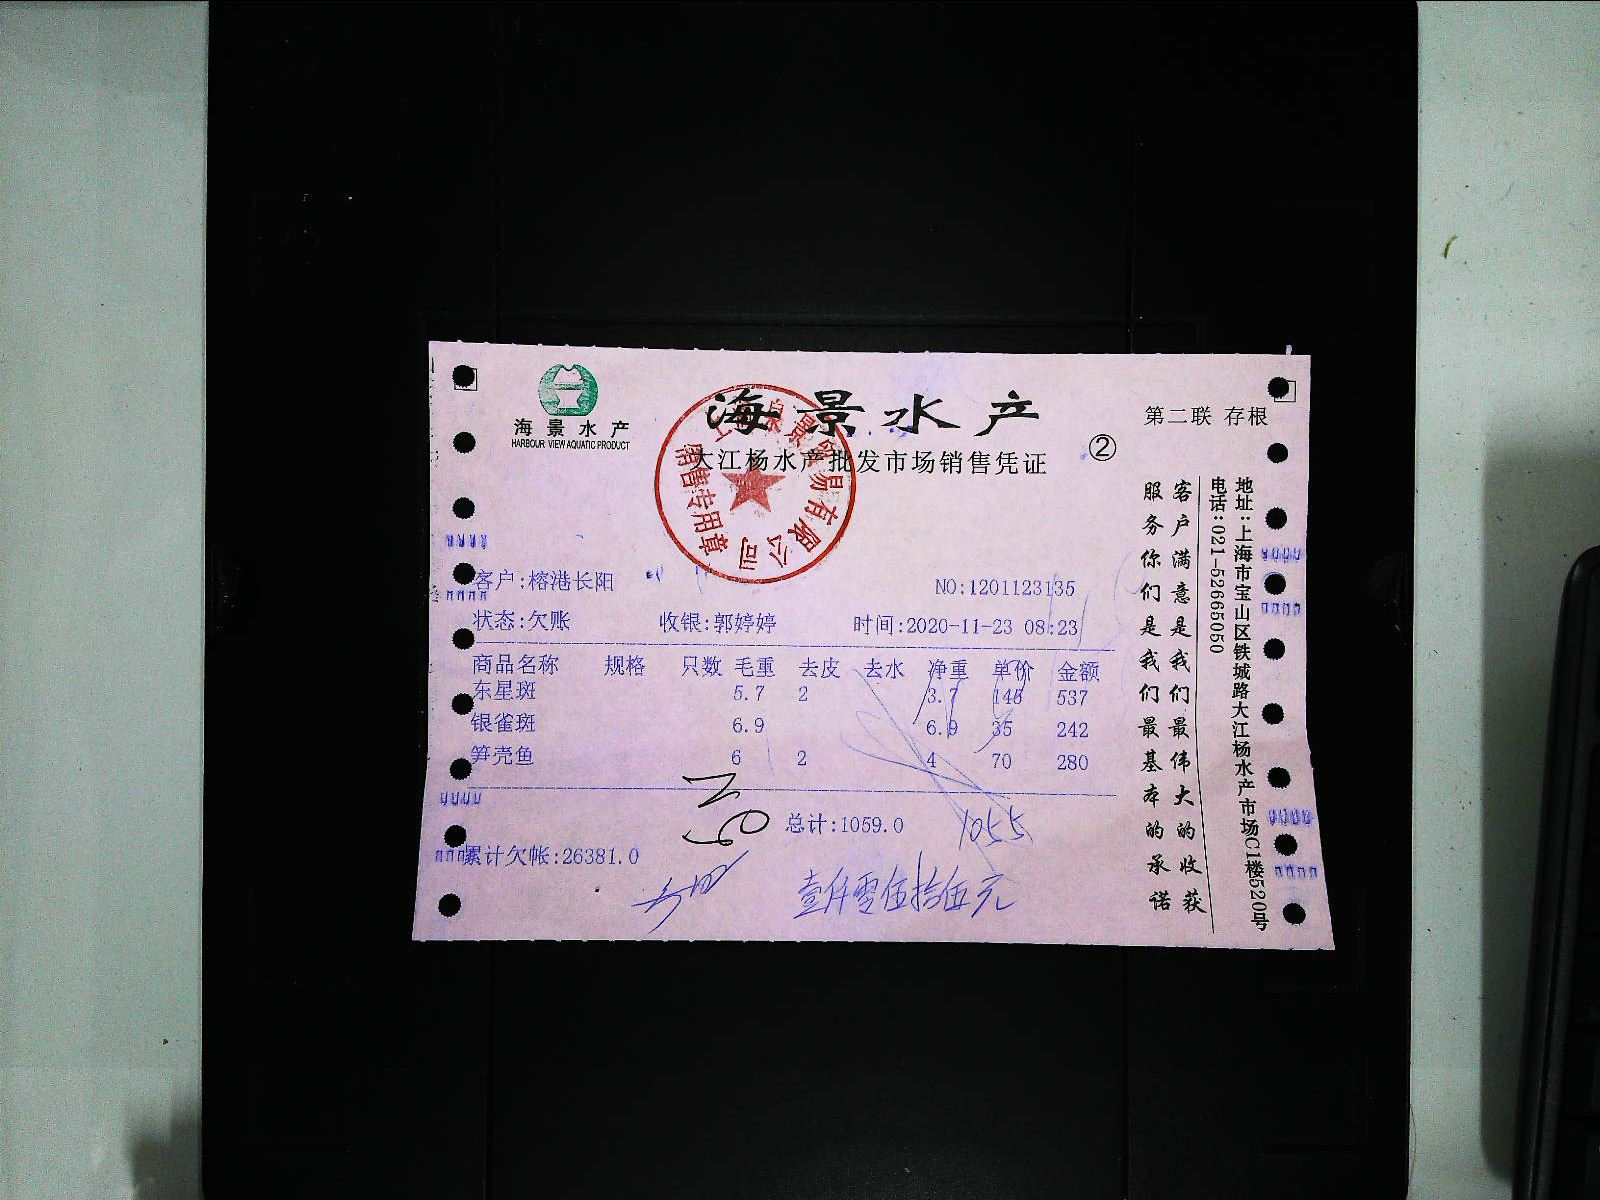 海景水产
HARBOUR VIEW AQUATIC PRODUCT
海景水产
大江杨水产批发市场销售凭证
②
第二联 存根
景贸易有限公司
销售专用章
客户:榕港长阳
NO:1201123135
状态:欠账 收银:郭婷婷 时间:2020-11-23 08:23
商品名称 规格 只数 毛重 去皮 去水 净重 单价 金额
东星斑 5.7 2 3.7 145 537
银雀斑 6.9 6.9 35 242
笋壳鱼 6 2 4 70 280
总计:1059.0
1055
累计欠帐:26381.0
壹仟零伍拾伍元
客户满意是我们最伟大的收获
服务你们是我们最基本的承诺
地址:上海市宝山区铁城路大江杨水产市场C1楼520号
电话:021-52665050